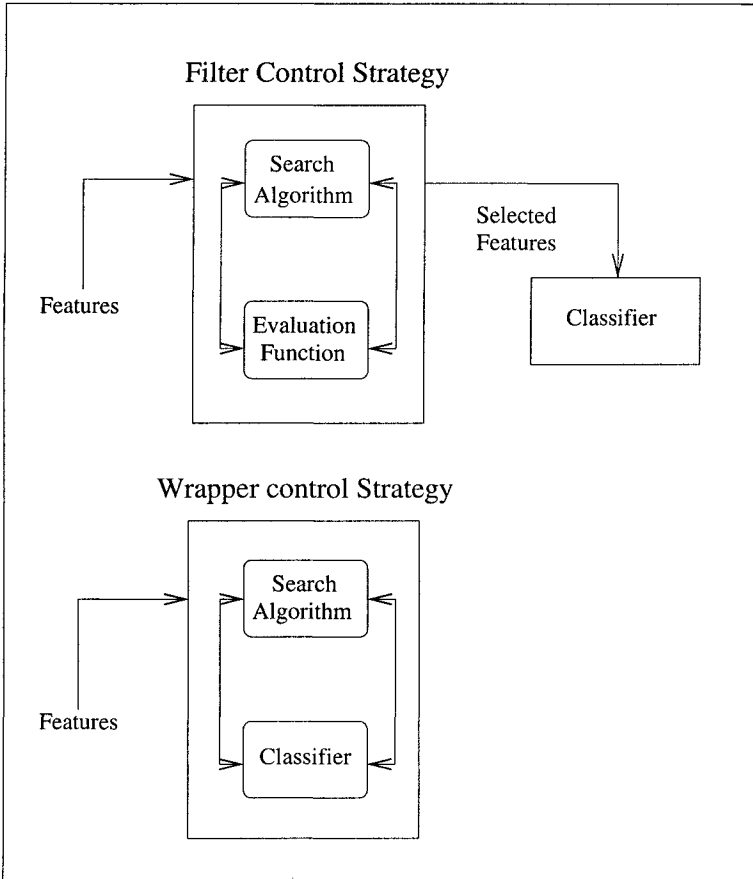 Filter Control Strategy
Search
Algorithm
Selected
Features
Features
Evaluation
Function
Classifier
Wrapper control Strategy
Search
Algorithm
Features
Classifier